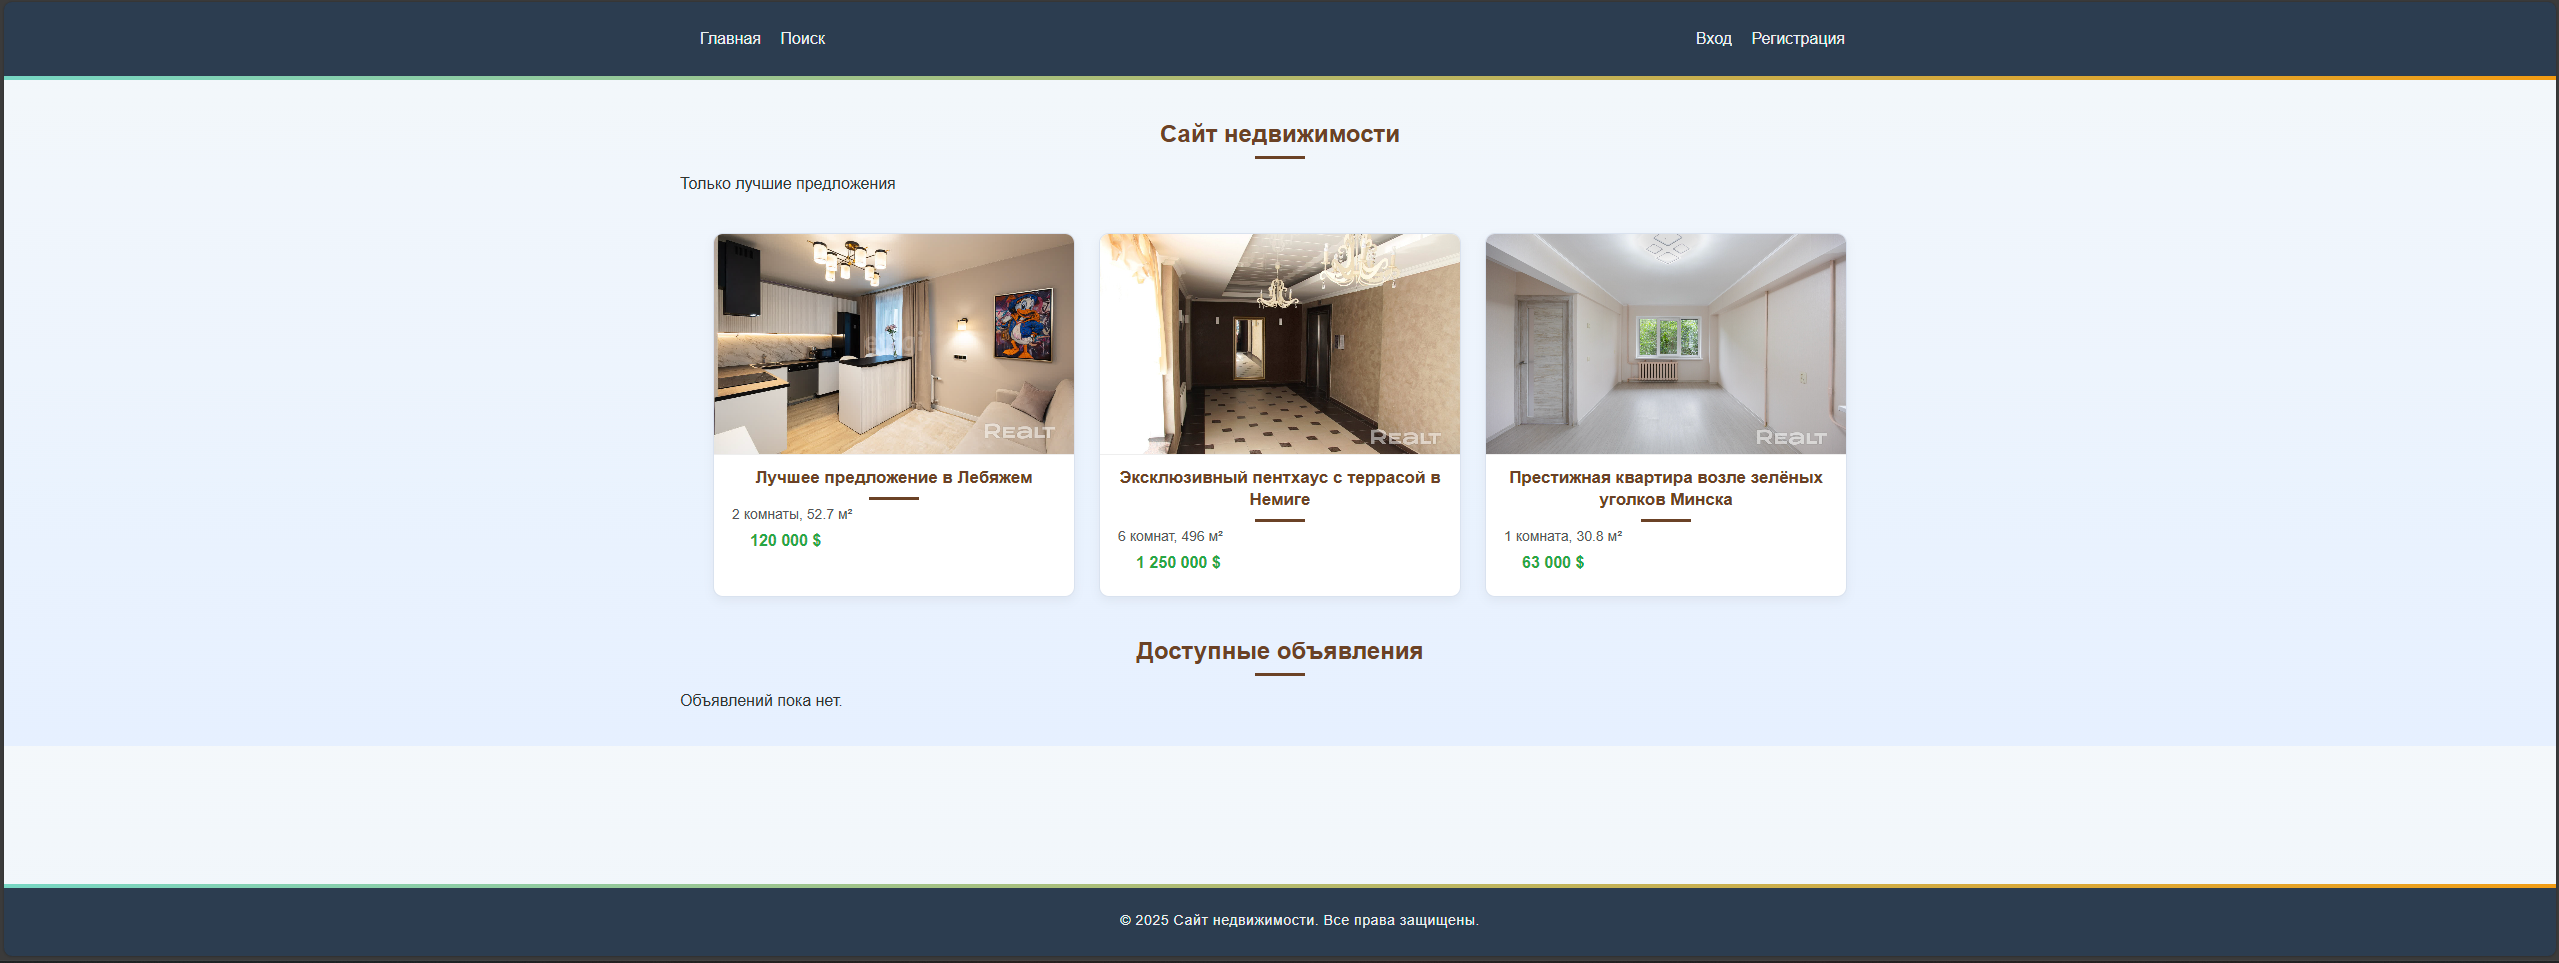 Главная Поиск Вход Регистрация
Сайт недвижимости
Только лучшие предложения
Realt
Realt
Realt
Лучшее предложение в Лебяжем
2 комнаты, 52.7 м²
120 000 $
Эксклюзивный пентхаус с террасой в
Немиге
6 комнат, 496 м²
1 250 000 $
Престижная квартира возле зелёных
уголков Минска
1 комната, 30.8 м²
63 000 $
Доступные объявления
Объявлений пока нет.
© 2025 Сайт недвижимости. Все права защищены.